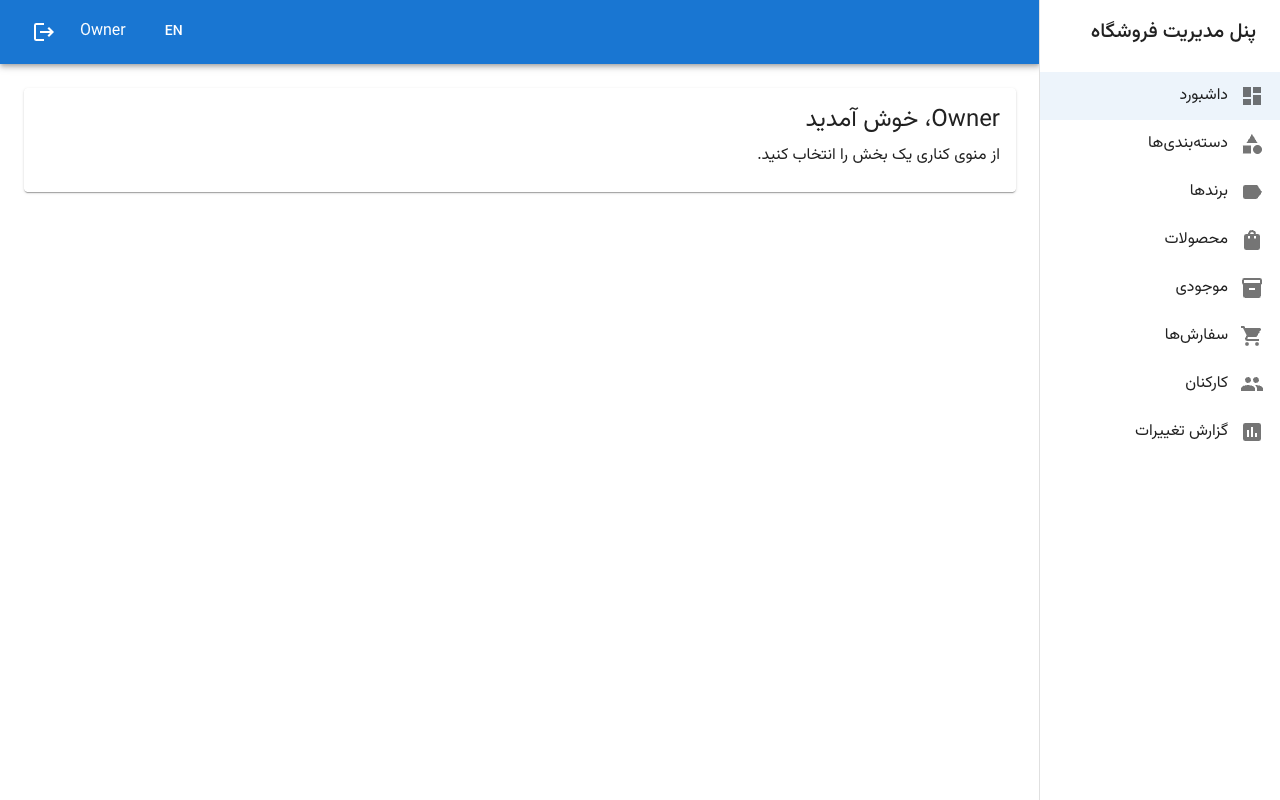 پنل مدیریت فروشگاه
EN
Owner
داشبورد
دسته‌بندی‌ها
برندها
محصولات
موجودی
سفارش‌ها
کارکنان
گزارش تغییرات
Owner، خوش آمدید
از منوی کناری یک بخش را انتخاب کنید.